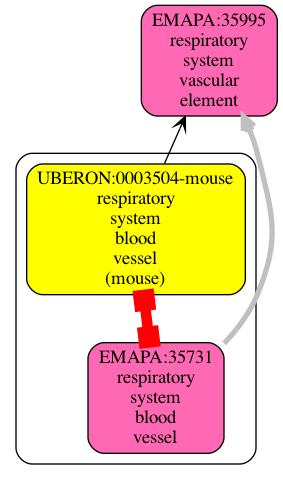 EMAPA:35995
respiratory
system
vascular
element
UBERON:0003504-mouse
respiratory
system
blood
vessel
(mouse)
EMAPA:35731
respiratory
system
blood
vessel